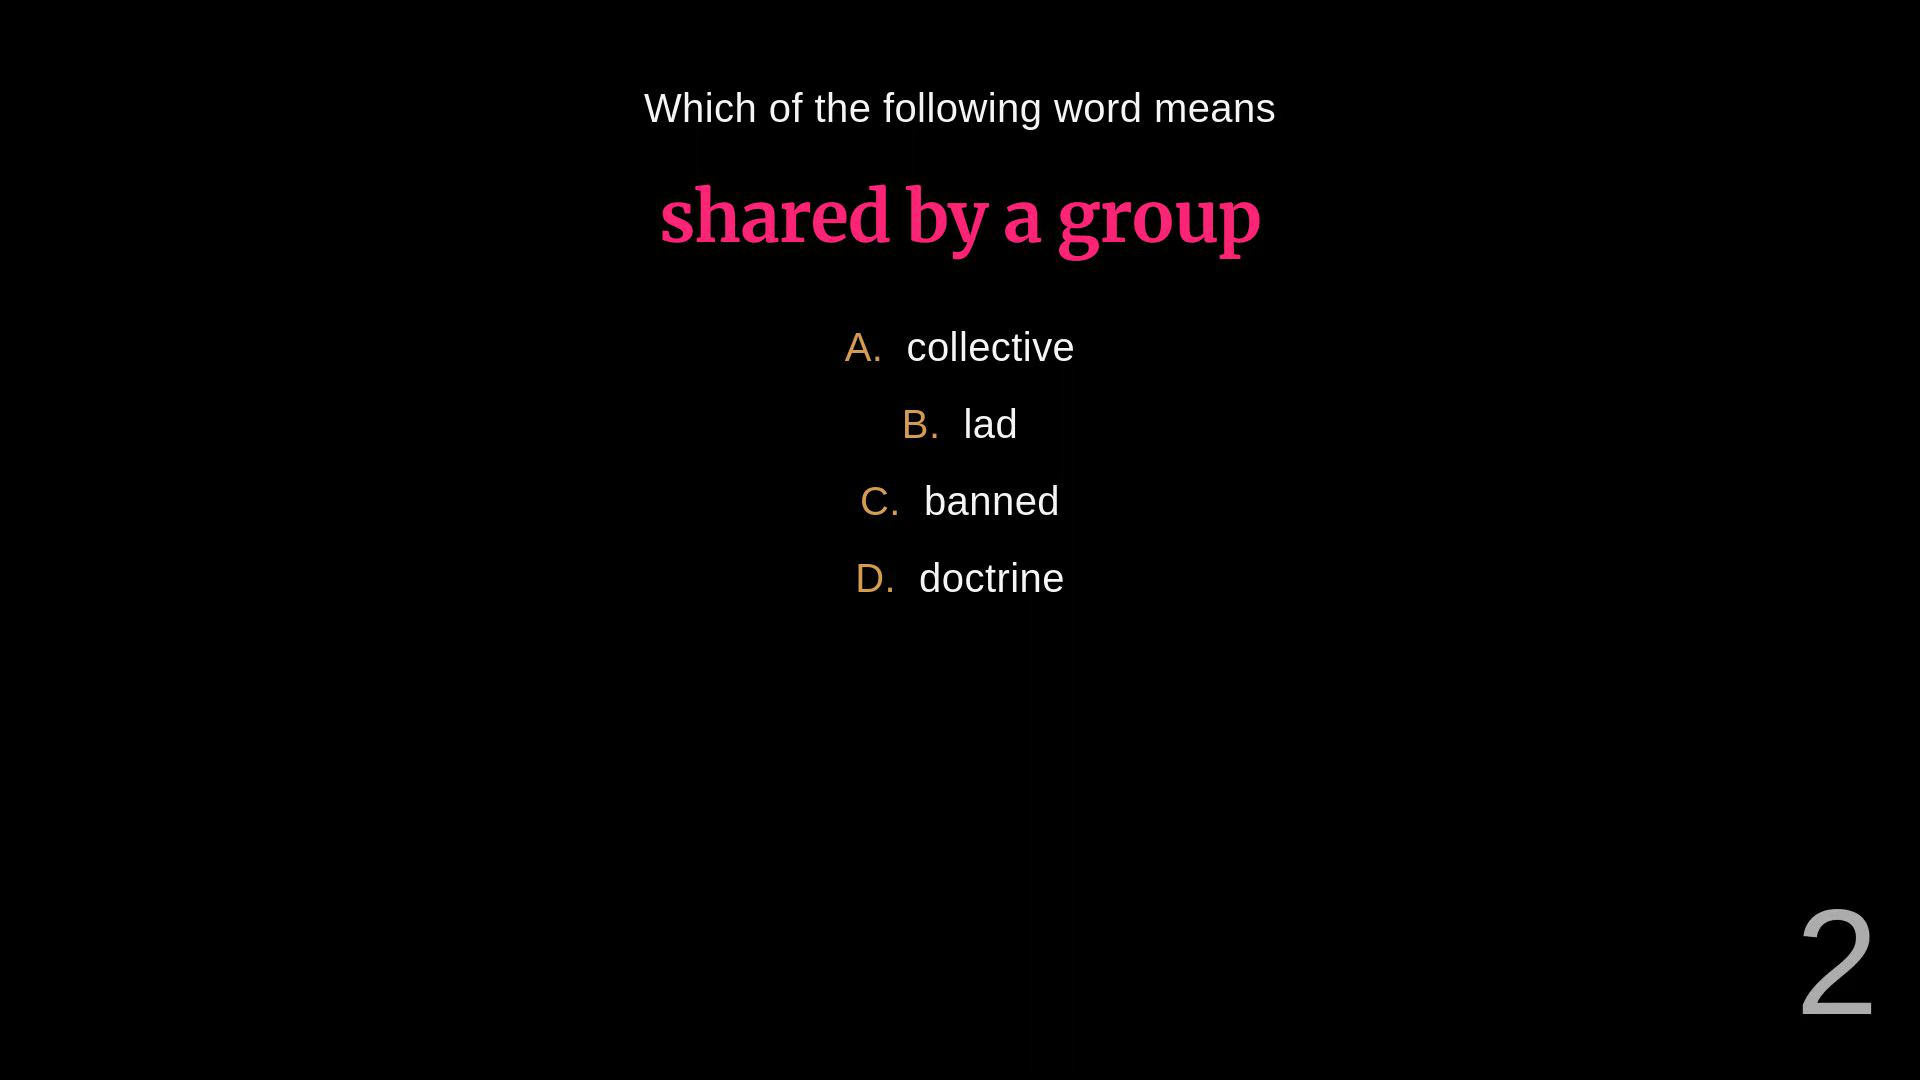 Which of the following word means
shared by a group
A. collective
B. lad
C. banned
D. doctrine
2